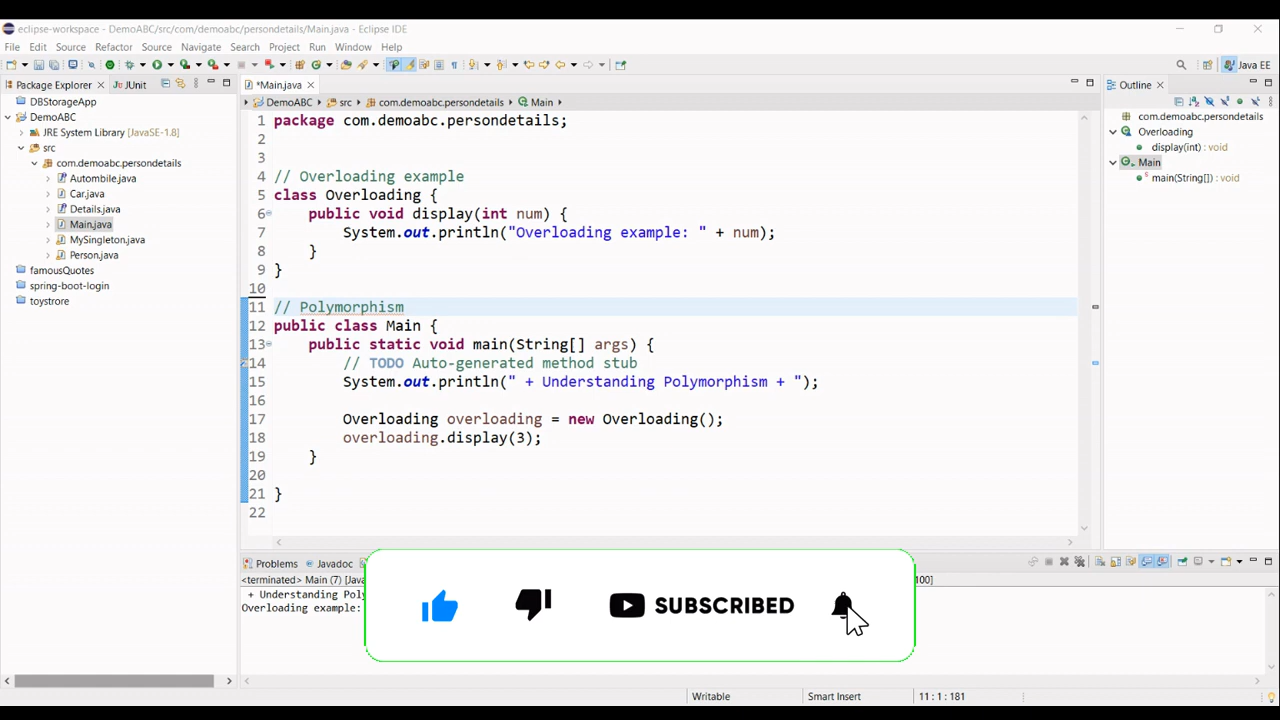 eclipse-workspace - DemoABC/src/com/demoabc/persondetails/Main.java - Eclipse IDE
File Edit Source Refactor Source Navigate Search Project Run Window Help
Java EE
Package Explorer JUnit
DBStorageApp
DemoABC
JRE System Library [JavaSE-1.8]
src
com.demoabc.persondetails
Autombile.java
Car.java
Details.java
Main.java
MySingleton.java
Person.java
famousQuotes
spring-boot-login
toystrore
*Main.java
DemoABC src com.demoabc.persondetails Main
1 package com.demoabc.persondetails;
2
3
4 // Overloading example
5 class Overloading {
6 public void display(int num) {
7 System.out.println("Overloading example: " + num);
8 }
9 }
10
11 // Polymorphism
12 public class Main {
13 public static void main(String[] args) {
14 // TODO Auto-generated method stub
15 System.out.println(" + Understanding Polymorphism + ");
16
17 Overloading overloading = new Overloading();
18 overloading.display(3);
19 }
20
21 }
22
Outline
com.demoabc.persondetails
Overloading
display(int) : void
Main
main(String[]) : void
Problems Javadoc
<terminated> Main (7) [Java
100]
+ Understanding Pol
Overloading example:
SUBSCRIBED
Writable Smart Insert 11 : 1 : 181